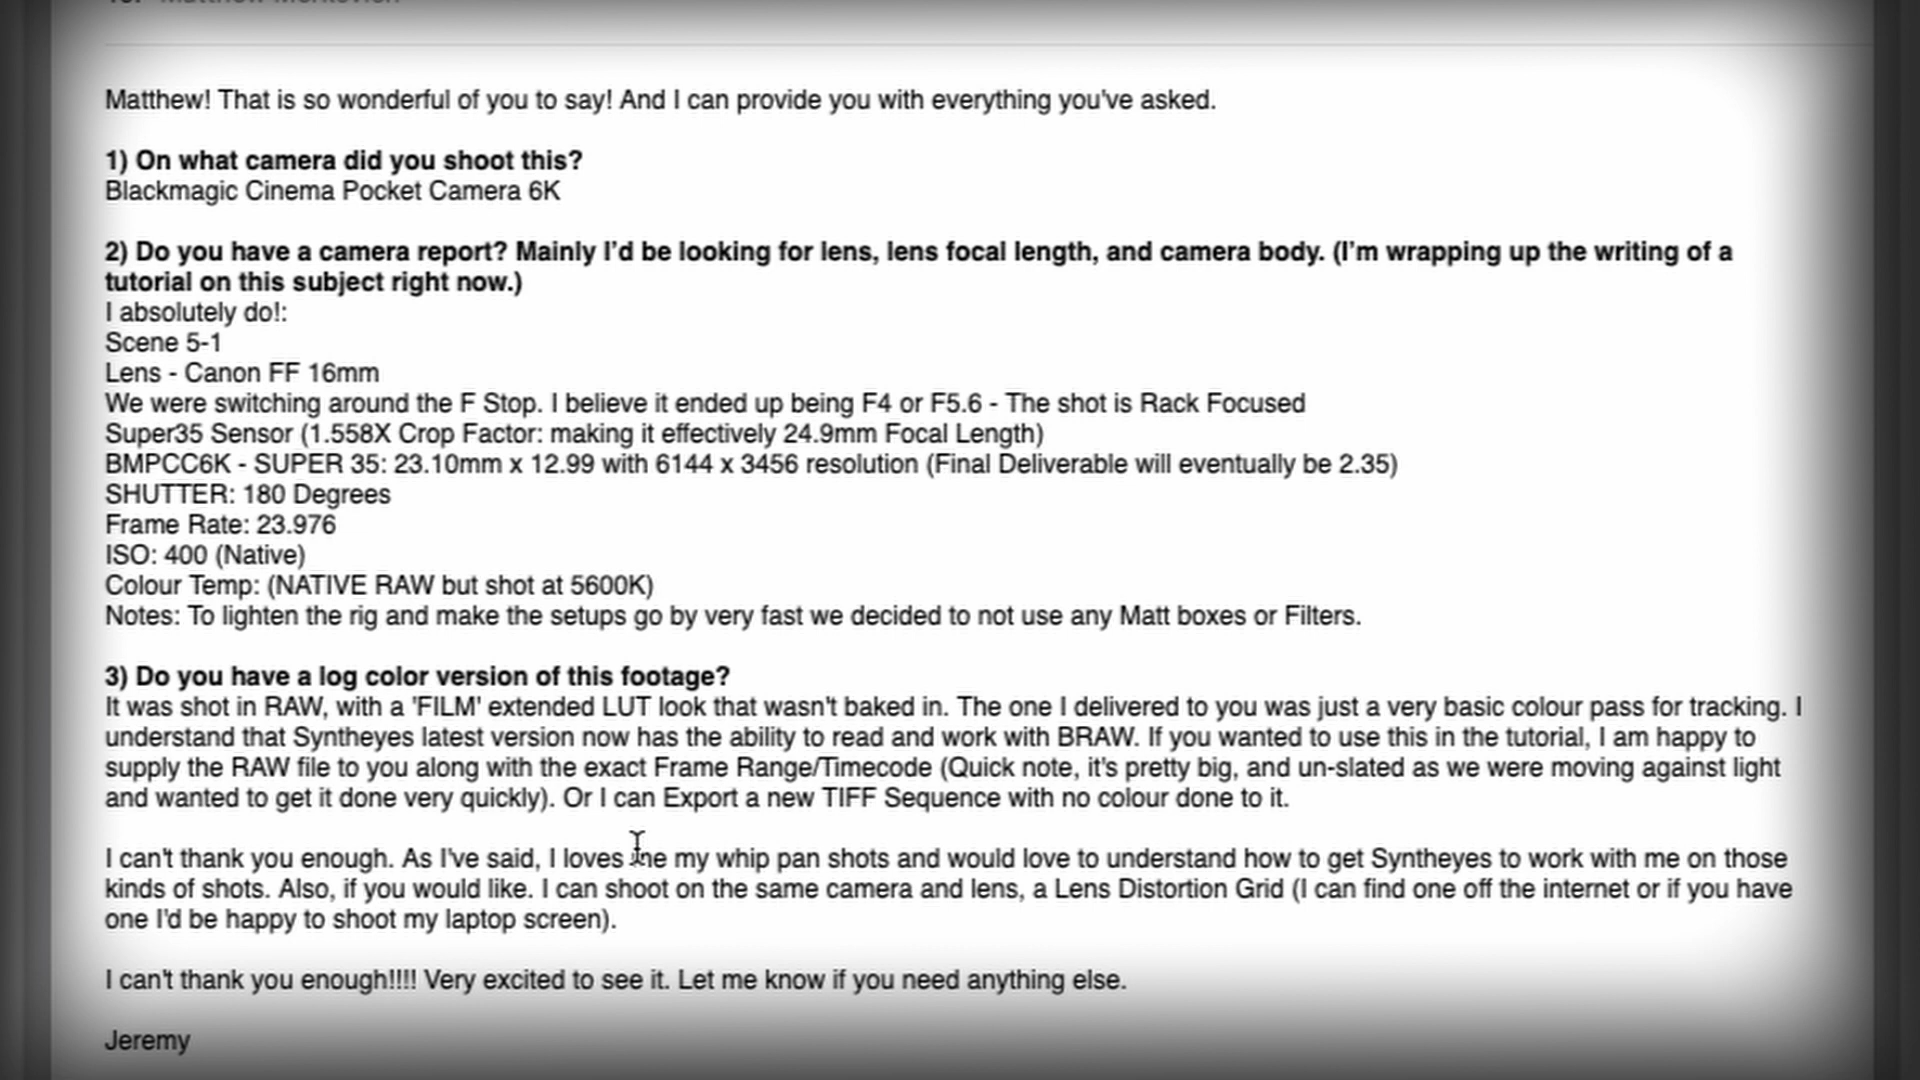 Matthew! That is so wonderful of you to say! And I can provide you with everything you've asked.
1) On what camera did you shoot this?
Blackmagic Cinema Pocket Camera 6K
2) Do you have a camera report? Mainly I'd be looking for lens, lens focal length, and camera body. (I'm wrapping up the writing of a
tutorial on this subject right now.)
I absolutely do!:
Scene 5-1
Lens - Canon FF 16mm
We were switching around the F Stop. I believe it ended up being F4 or F5.6 - The shot is Rack Focused
Super35 Sensor (1.558X Crop Factor: making it effectively 24.9mm Focal Length)
BMPCC6K - SUPER 35: 23.10mm x 12.99 with 6144 x 3456 resolution (Final Deliverable will eventually be 2.35)
SHUTTER: 180 Degrees
Frame Rate: 23.976
ISO: 400 (Native)
Colour Temp: (NATIVE RAW but shot at 5600K)
Notes: To lighten the rig and make the setups go by very fast we decided to not use any Matt boxes or Filters.
3) Do you have a log color version of this footage?
It was shot in RAW, with a 'FILM' extended LUT look that wasn't baked in. The one I delivered to you was just a very basic colour pass for tracking. I
understand that Syntheyes latest version now has the ability to read and work with BRAW. If you wanted to use this in the tutorial, I am happy to
supply the RAW file to you along with the exact Frame Range/Timecode (Quick note, it's pretty big, and un-slated as we were moving against light
and wanted to get it done very quickly). Or I can Export a new TIFF Sequence with no colour done to it.
I can't thank you enough. As I've said, I loves me my whip pan shots and would love to understand how to get Syntheyes to work with me on those
kinds of shots. Also, if you would like. I can shoot on the same camera and lens, a Lens Distortion Grid (I can find one off the internet or if you have
one I'd be happy to shoot my laptop screen).
I can't thank you enough!!!! Very excited to see it. Let me know if you need anything else.
Jeremy